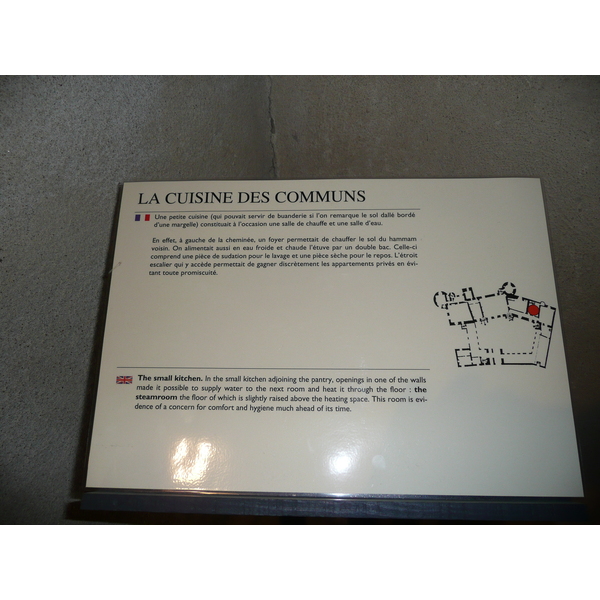 LA CUISINE DES COMMUNS
Une petite cuisine (qui pouvait servir de buanderie si l'on remarque le sol dallé bordé
d'une margelle) constituait à l'occasion une salle de chauffe et une salle d'eau.
En effet, à gauche de la cheminée, un foyer permettait de chauffer le sol du hammam
voisin. On alimentait aussi en eau froide et chaude l'étuve par un double bac. Celle-ci
comprend une pièce de sudation pour le lavage et une pièce sèche pour le repos. L'étroit
escalier qui y accède permettait de gagner discrètement les appartements privés en évi-
tant toute promiscuité.
The small kitchen. In the small kitchen adjoining the pantry, openings in one of the walls
made it possible to supply water to the next room and heat it through the floor : the
steamroom the floor of which is slightly raised above the heating space. This room is evi-
dence of a concern for comfort and hygiene much ahead of its time.